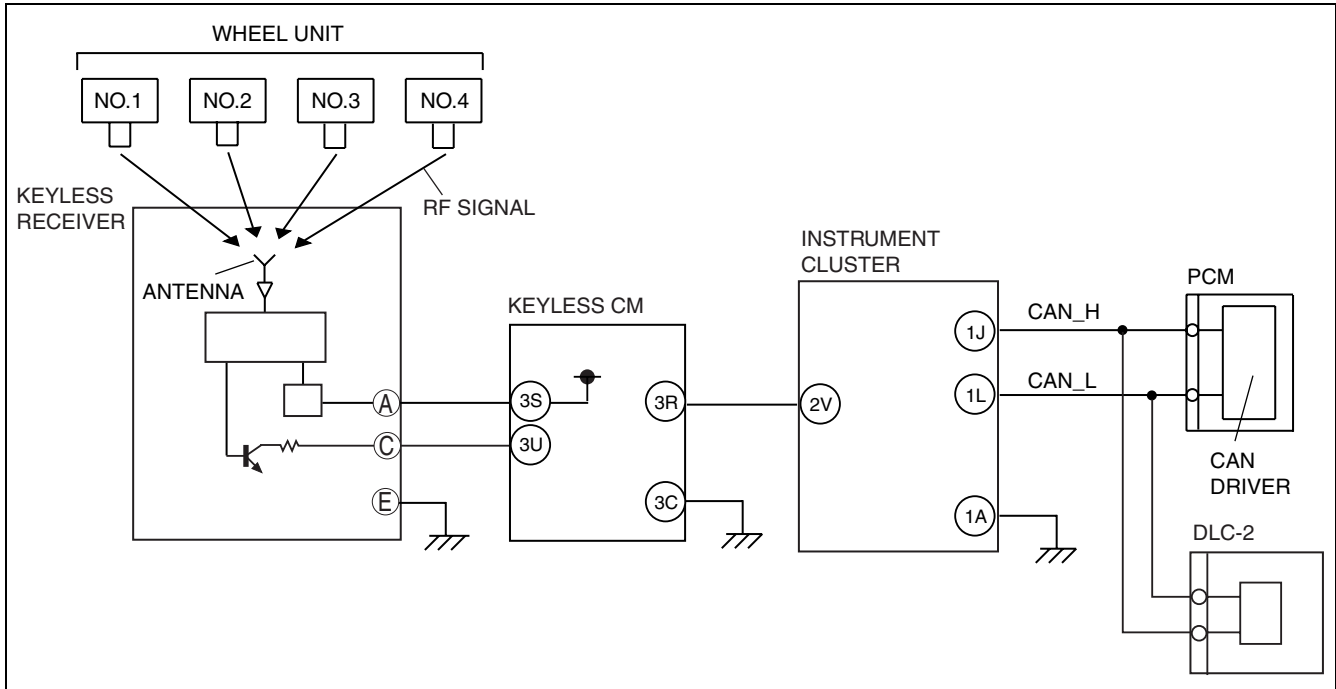 WHEEL UNIT
NO.1
NO.2
NO.3
NO.4
KEYLESS
RECEIVER
RF SIGNAL
ANTENNA
A
C
E
KEYLESS CM
3S
3U
3R
3C
INSTRUMENT
CLUSTER
2V
1J
1L
1A
CAN_H
CAN_L
PCM
CAN
DRIVER
DLC-2